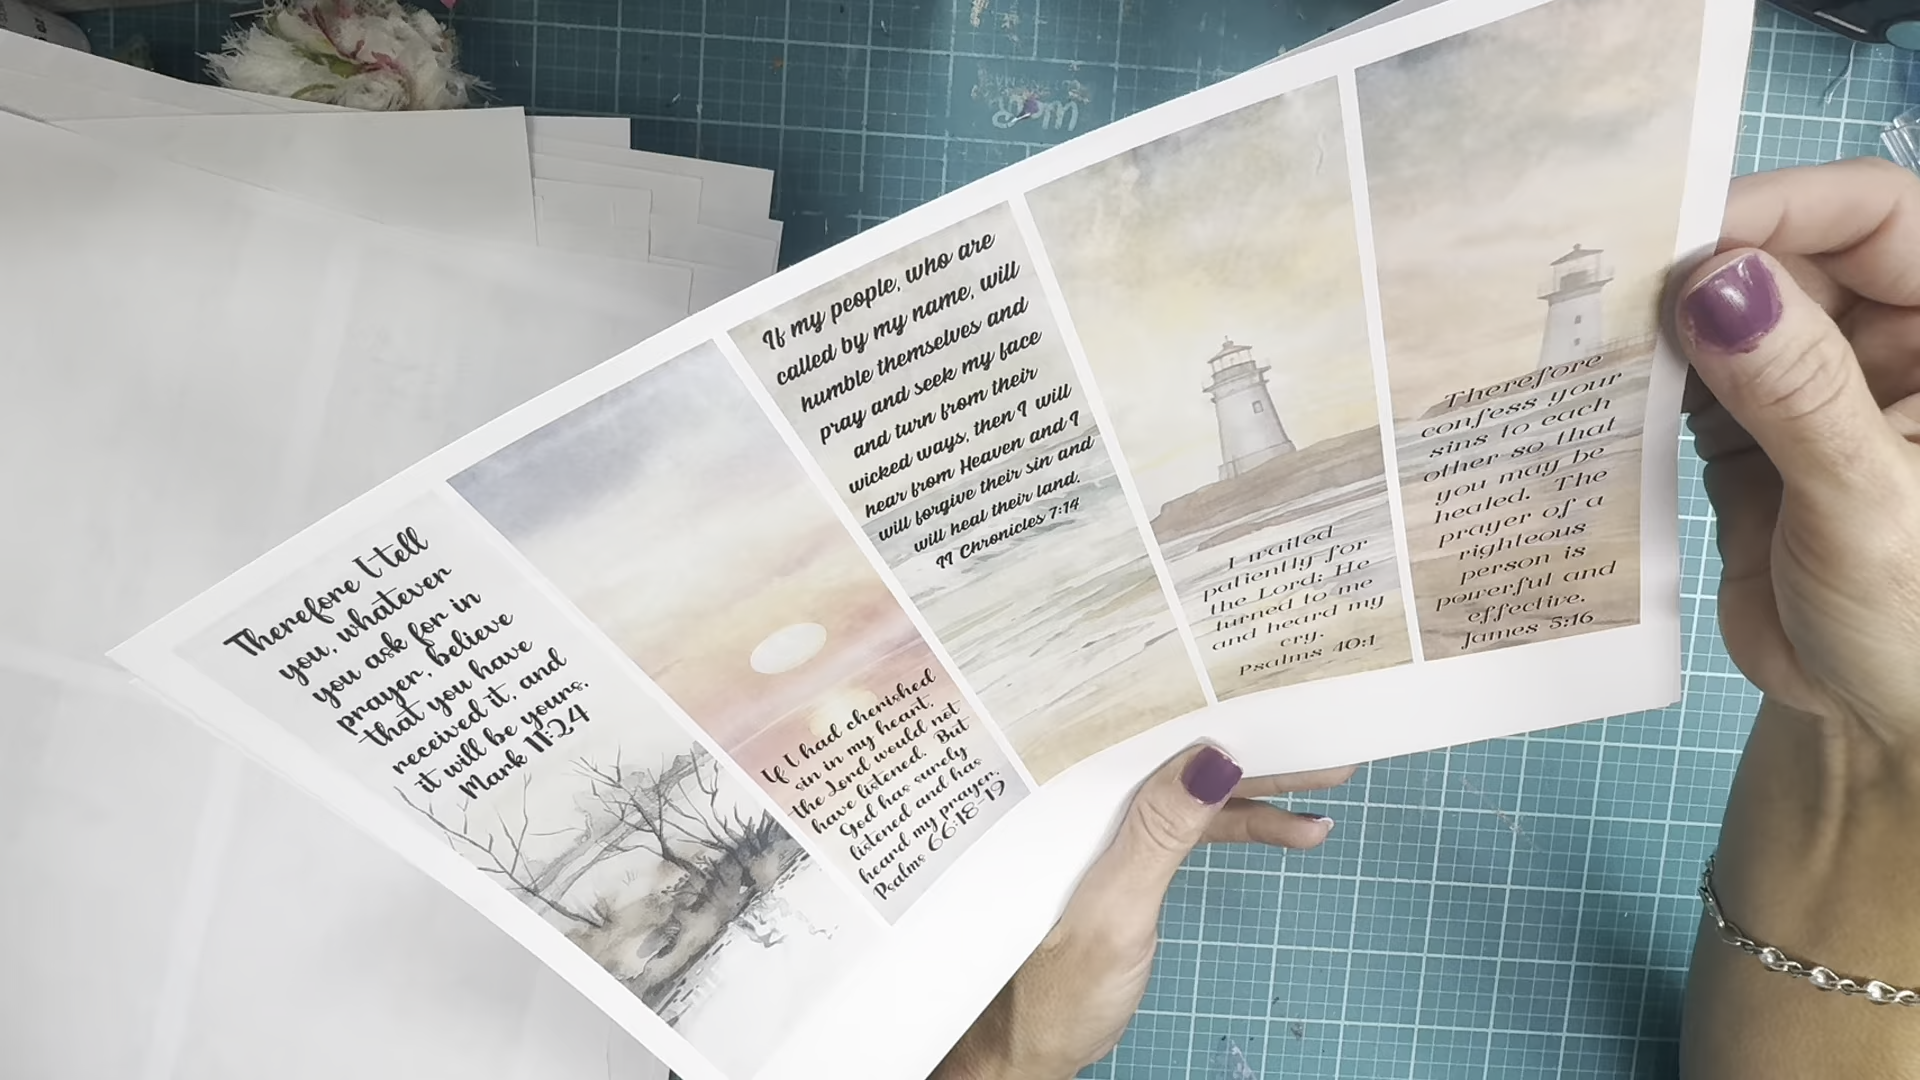 Therefore I tell
you, whatever
you ask for in
prayer, believe
that you have
received it, and
it will be yours.
Mark 11:24
If I had cherished
sin in my heart,
the Lord would not
have listened. But
God has surely
listened and has
heard my prayer.
Psalms 66:18-19
If my people, who are
called by my name, will
humble themselves and
pray and seek my face
and turn from their
wicked ways, then I will
hear from Heaven and I
will forgive their sin and
will heal their land.
II Chronicles 7:14
I waited
patiently for
the Lord; He
turned to me
and heard my
cry.
Psalms 40:1
Therefore
confess your
sins to each
other so that
you may be
healed. The
prayer of a
righteous
person is
powerful and
effective.
James 5:16